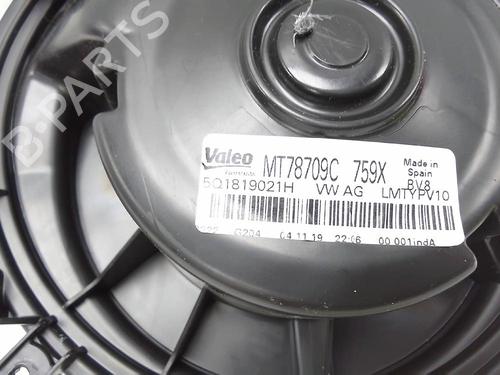 B-PARTS
Valeo MT78709C 759X Made in Spain
5Q1819021H VW AG LMTYPV10 BV8
G204 04.11.19 22:06 00.001indA